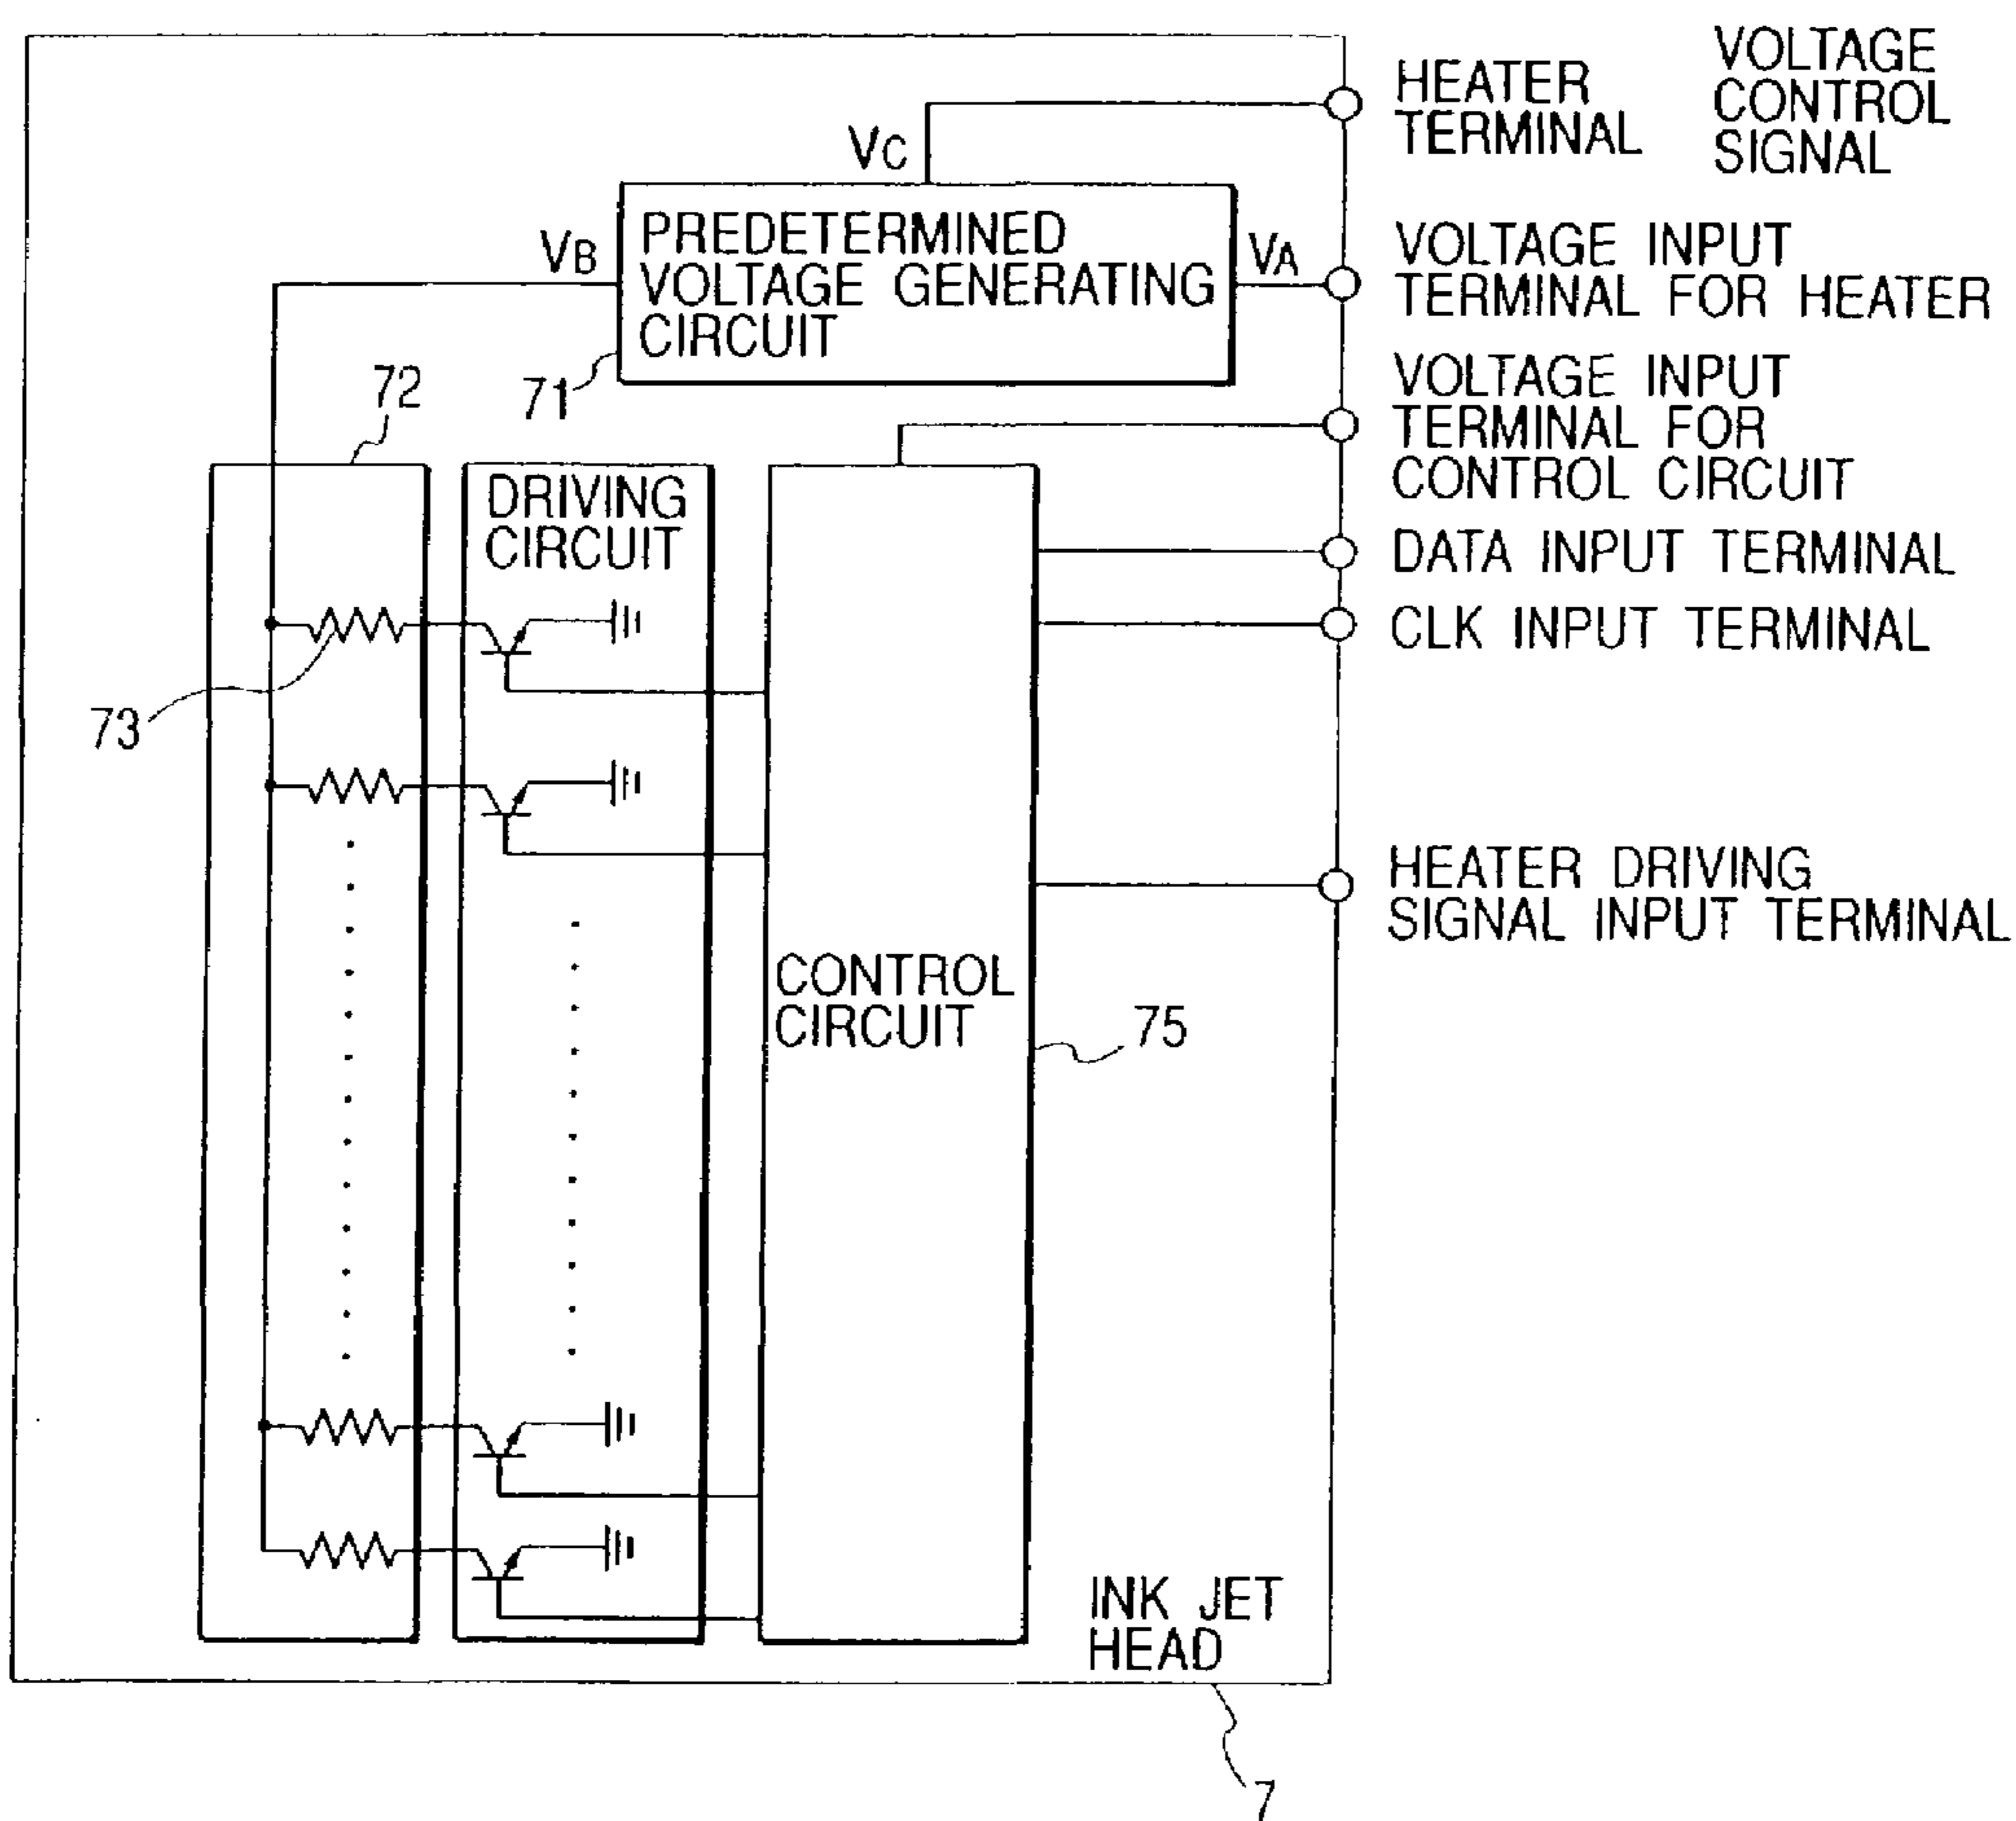 HEATER
TERMINAL
VOLTAGE
CONTROL
SIGNAL
VC
PREDETERMINED
VOLTAGE GENERATING
CIRCUIT
VB
VA
VOLTAGE INPUT
TERMINAL FOR HEATER
71
72
VOLTAGE INPUT
TERMINAL FOR
CONTROL CIRCUIT
DRIVING
CIRCUIT
DATA INPUT TERMINAL
CLK INPUT TERMINAL
73
HEATER DRIVING
SIGNAL INPUT TERMINAL
CONTROL
CIRCUIT
75
INK JET
HEAD
7